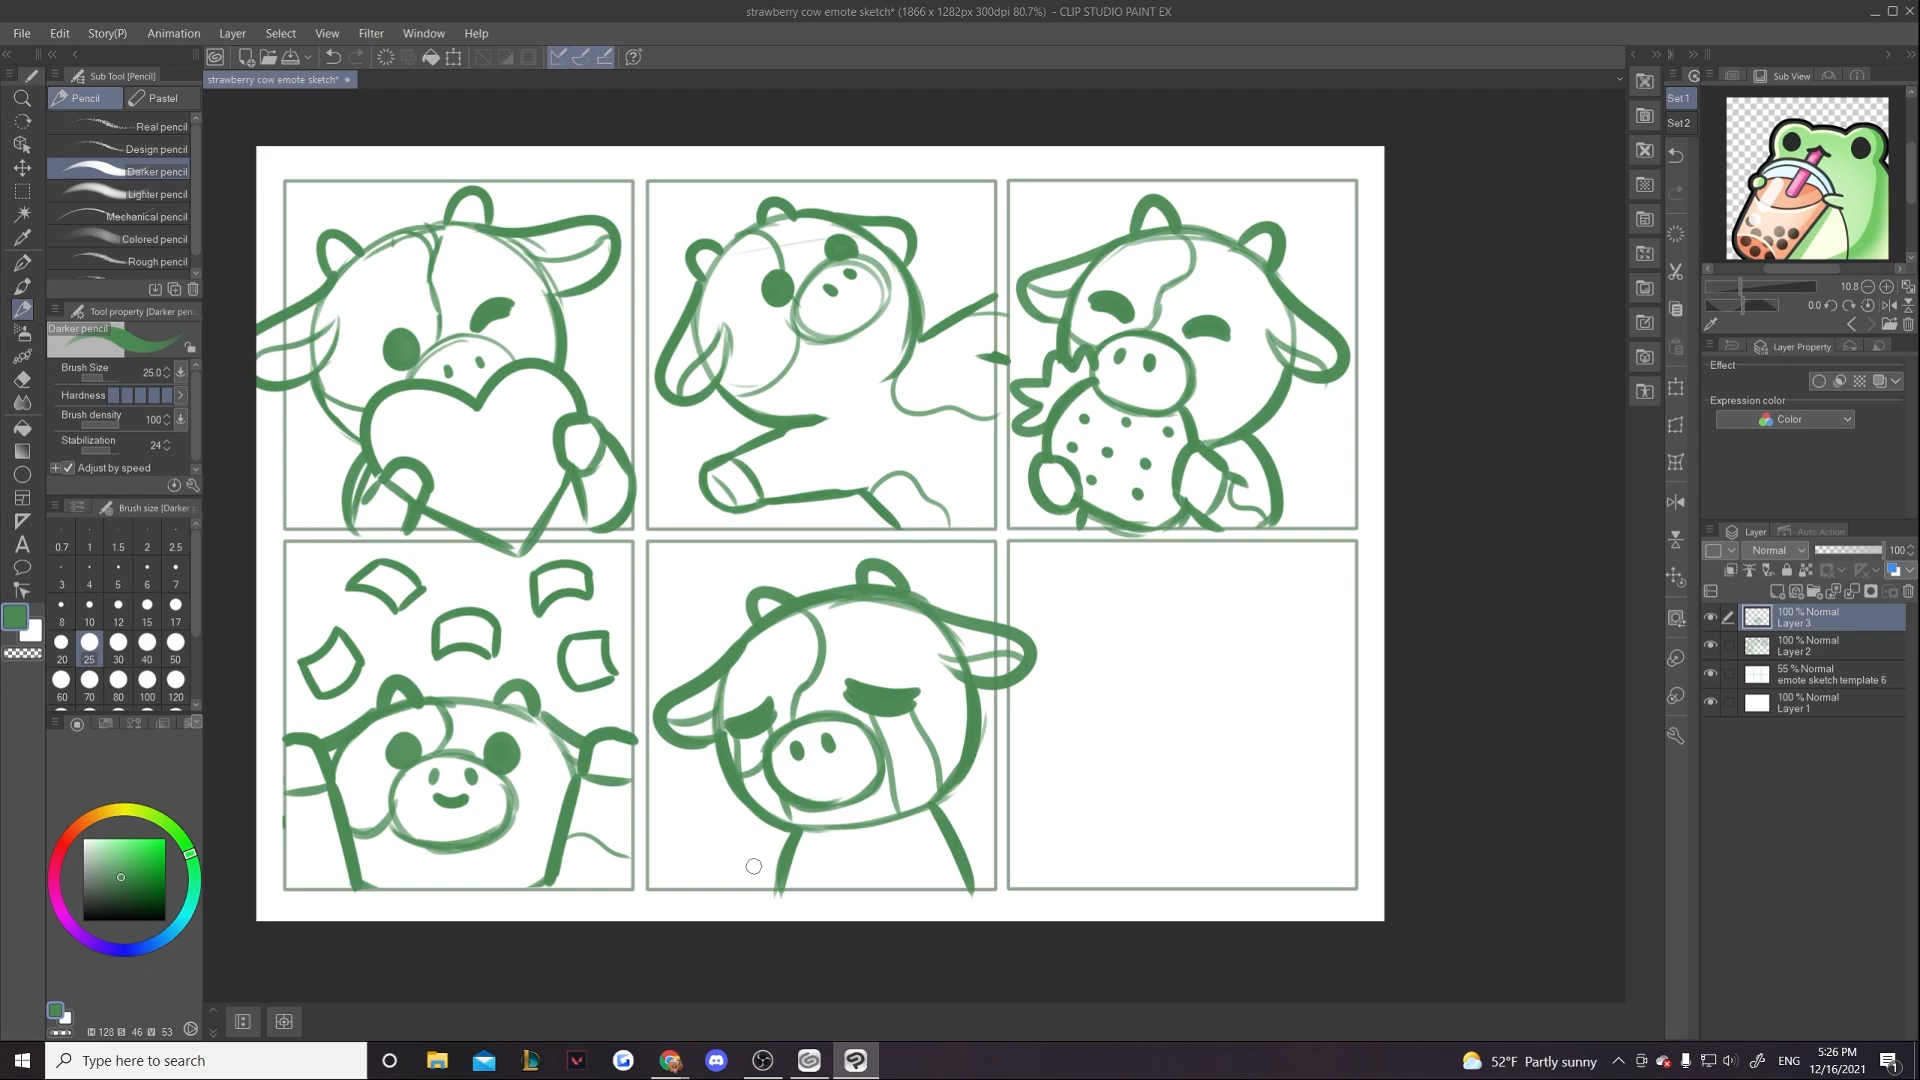 strawberry cow emote sketch* (1866 x 1282px 300dpi 80.7%) - CLIP STUDIO PAINT EX
File Edit Story(P) Animation Layer Select View Filter Window Help
Sub Tool [Pencil]
strawberry cow emote sketch*
Sub View
Pencil Pastel
Real pencil
Design pencil
Darker pencil
Lighter pencil
Mechanical pencil
Colored pencil
Rough pencil
Set 1
Set 2
Tool property [Darker pen
Darker pencil
Brush Size 25.0
Hardness
Brush density 100
Stabilization 24
Adjust by speed
Brush size [Darker p
0.7 1 1.5 2 2.5
3 4 5 6 7
8 10 12 15 17
20 25 30 40 50
60 70 80 100 120
10.8
0.0
Layer Property
Effect
Expression color
Color
Layer Auto Action
Normal 100
100 % Normal
Layer 3
100 % Normal
Layer 2
55 % Normal
emote sketch template 6
100 % Normal
Layer 1
H 128 S 46 V 53
Type here to search
52°F Partly sunny
ENG
5:26 PM
12/16/2021
1